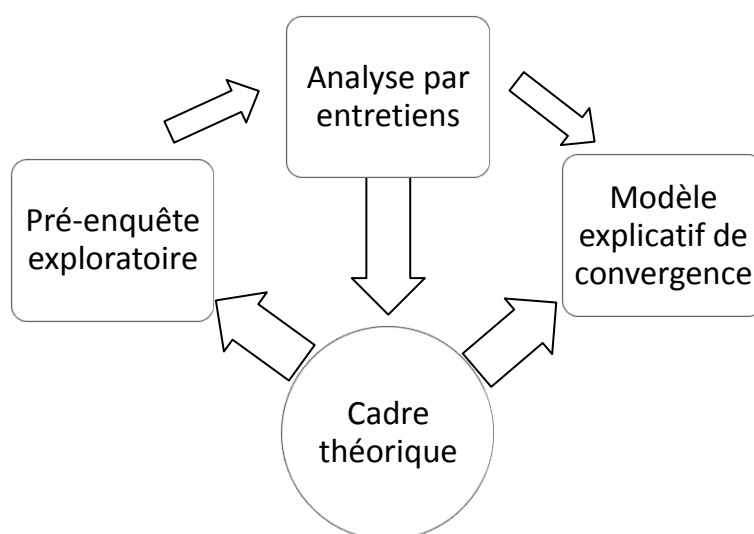 Analyse par
entretiens
Pré-enquête
exploratoire
Modèle
explicatif de
convergence
Cadre
théorique